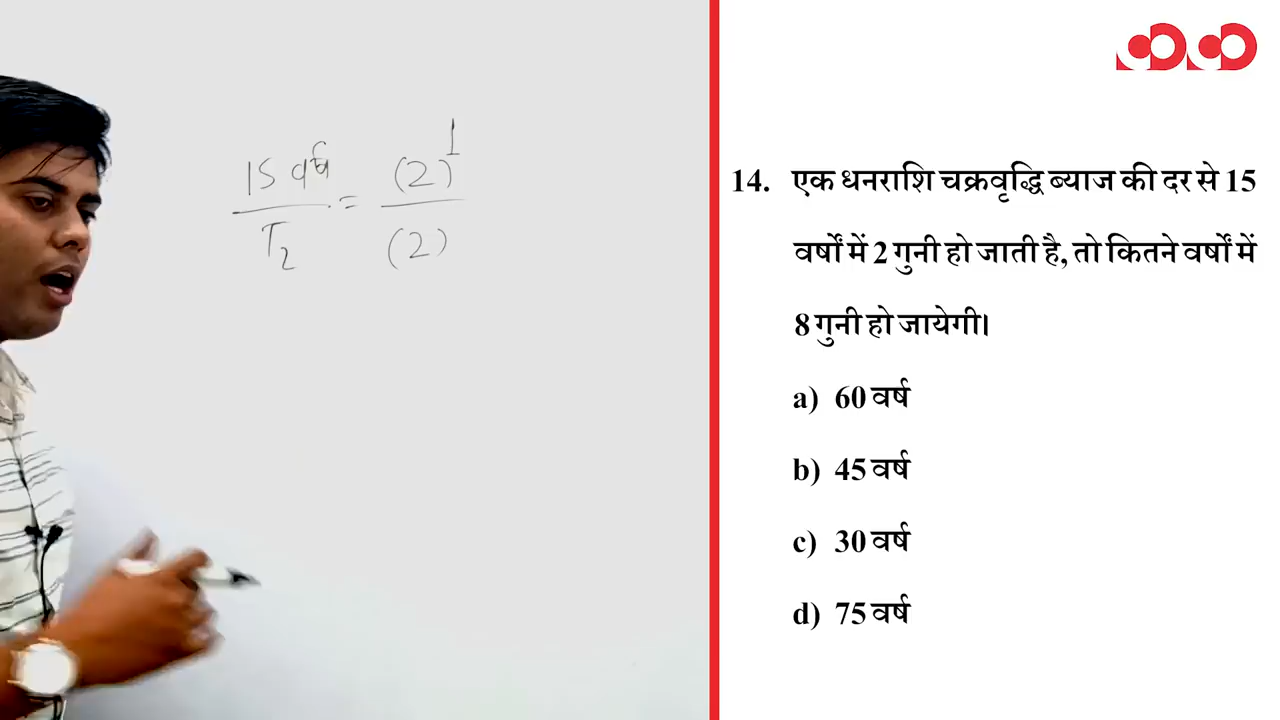 15 वर्ष / T2 = (2)^1 / (2)
14. एक धनराशि चक्रवृद्धि ब्याज की दर से 15
वर्षों में 2 गुनी हो जाती है, तो कितने वर्षों में
8 गुनी हो जायेगी।
a) 60 वर्ष
b) 45 वर्ष
c) 30 वर्ष
d) 75 वर्ष